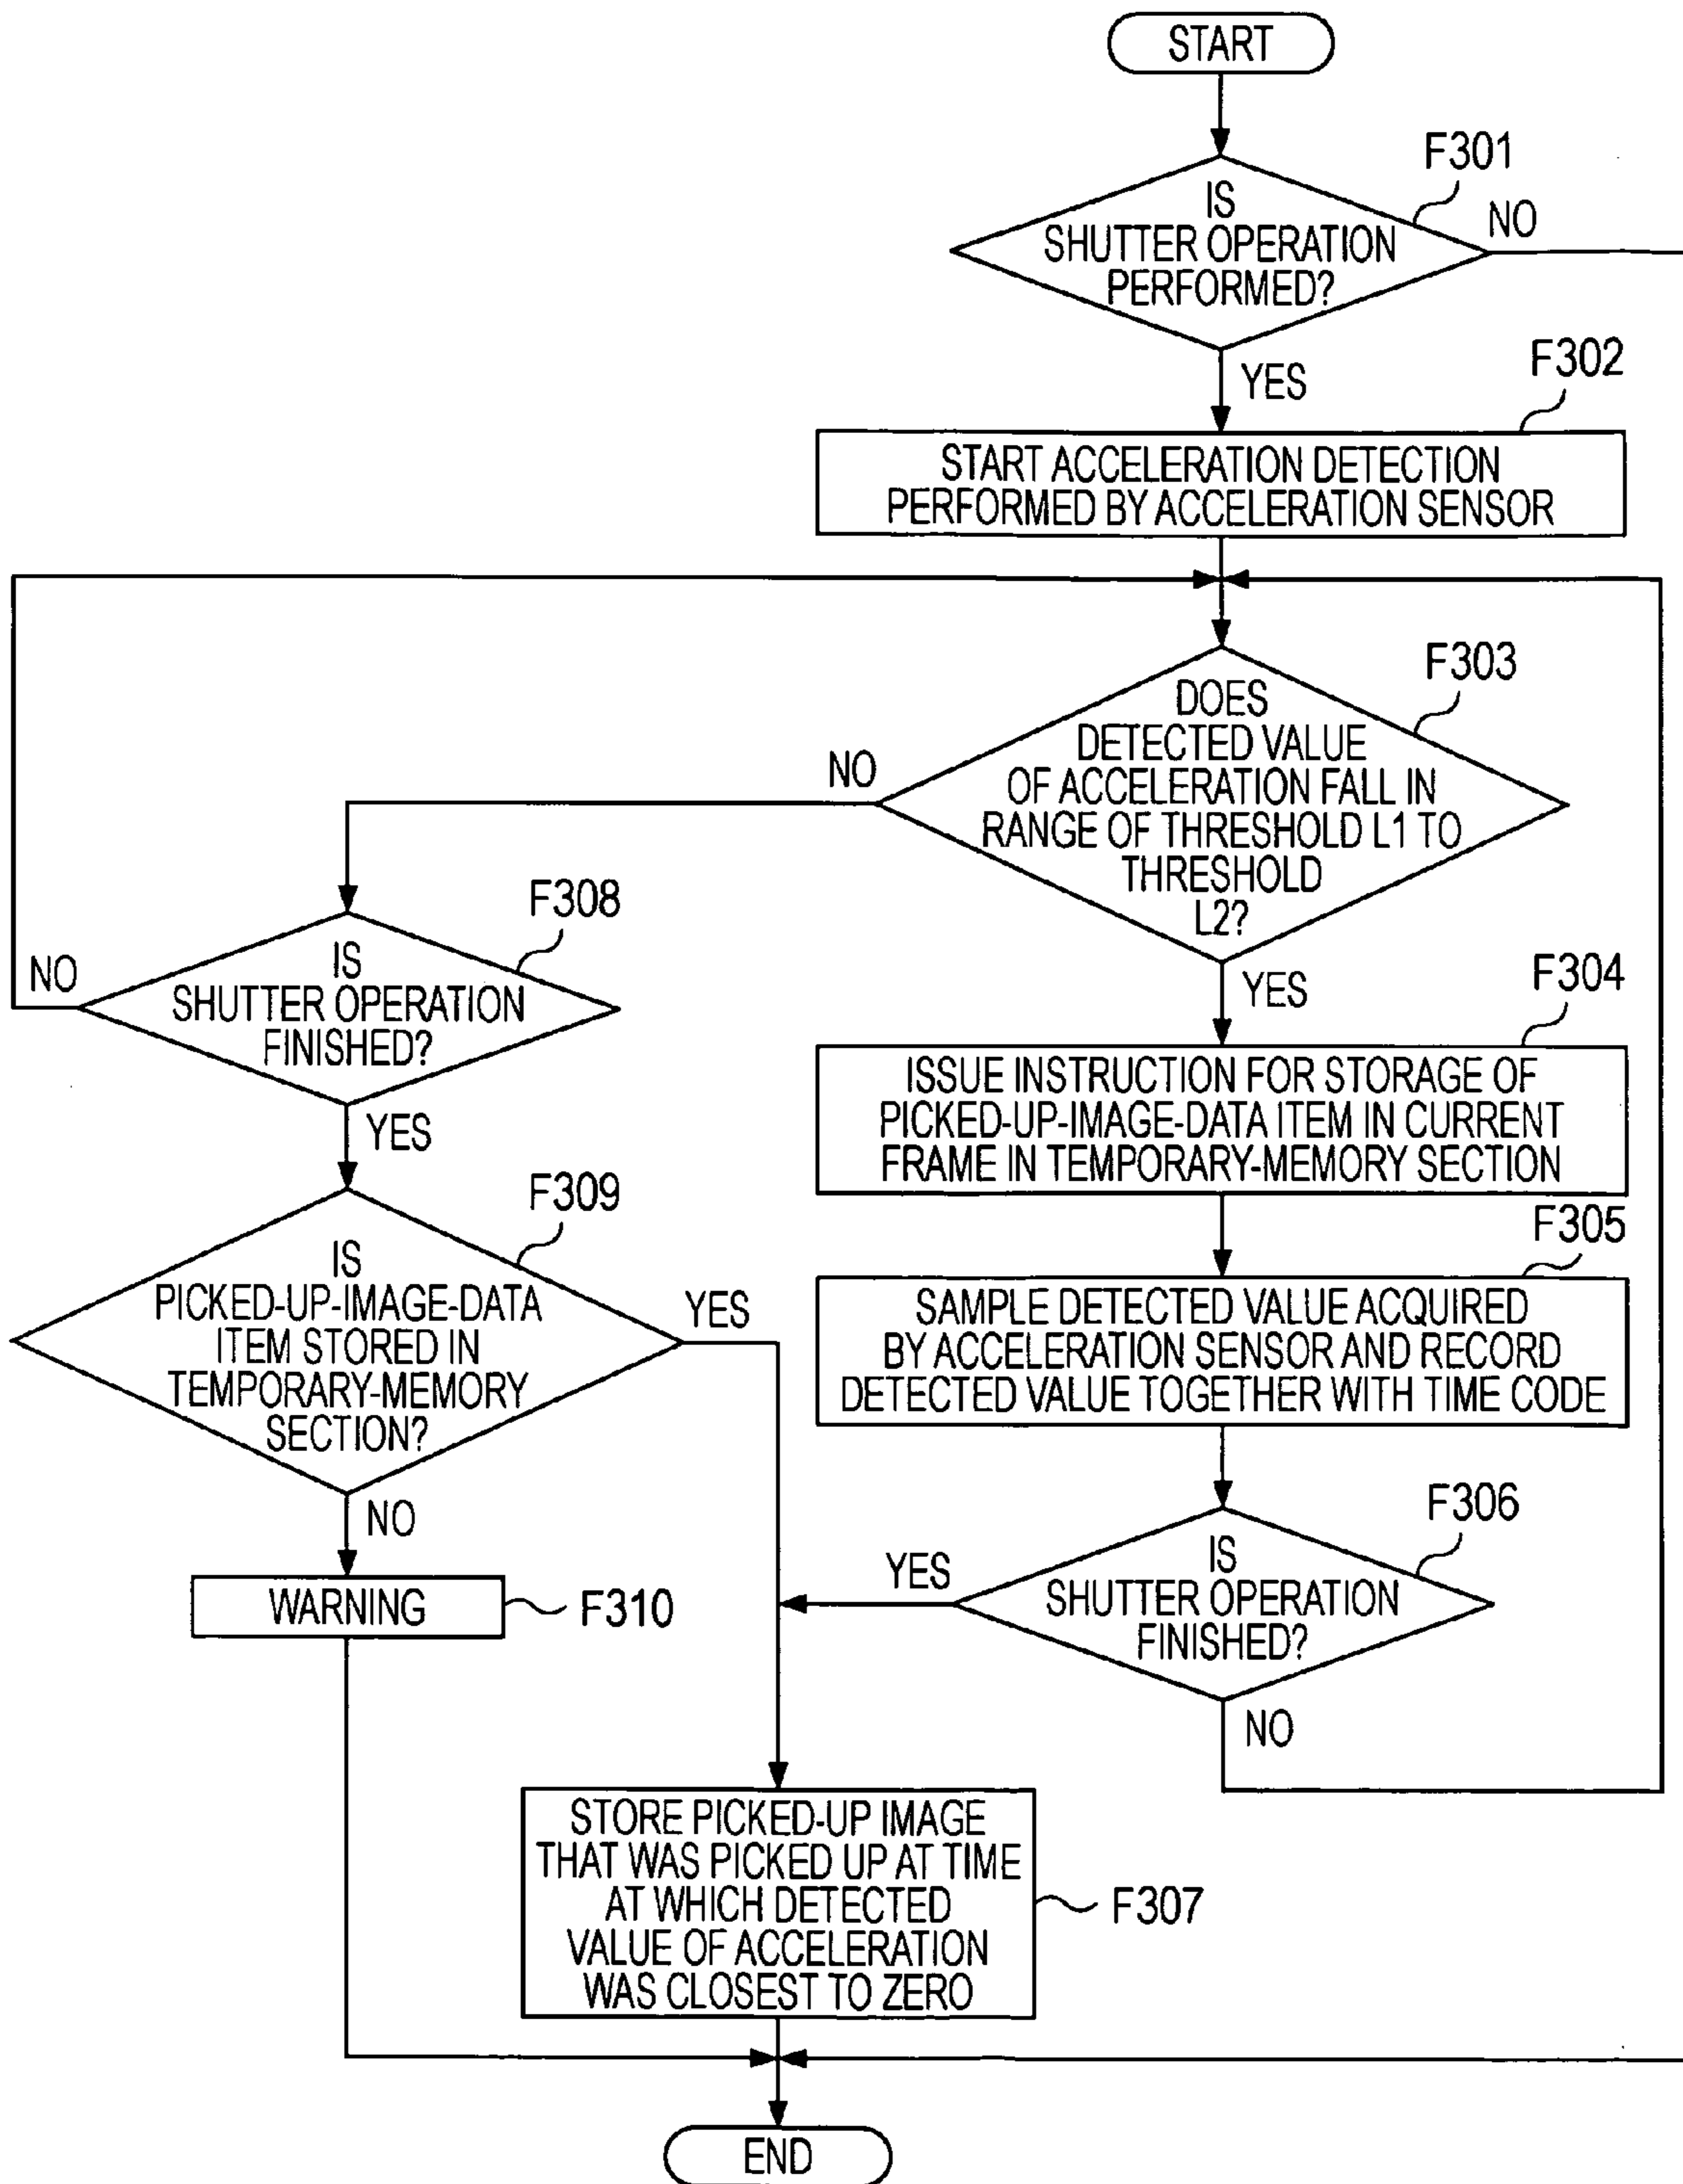 START
F301
IS
SHUTTER OPERATION
PERFORMED?
NO
YES
F302
START ACCELERATION DETECTION
PERFORMED BY ACCELERATION SENSOR
F303
DOES
DETECTED VALUE
OF ACCELERATION FALL IN
RANGE OF THRESHOLD L1 TO
THRESHOLD
L2?
NO
YES
F308
IS
SHUTTER OPERATION
FINISHED?
NO
YES
F304
ISSUE INSTRUCTION FOR STORAGE OF
PICKED-UP-IMAGE-DATA ITEM IN CURRENT
FRAME IN TEMPORARY-MEMORY SECTION
F309
IS
PICKED-UP-IMAGE-DATA
ITEM STORED IN
TEMPORARY-MEMORY
SECTION?
YES
NO
F305
SAMPLE DETECTED VALUE ACQUIRED
BY ACCELERATION SENSOR AND RECORD
DETECTED VALUE TOGETHER WITH TIME CODE
F306
IS
SHUTTER OPERATION
FINISHED?
YES
NO
WARNING
F310
STORE PICKED-UP IMAGE
THAT WAS PICKED UP AT TIME
AT WHICH DETECTED
VALUE OF ACCELERATION
WAS CLOSEST TO ZERO
F307
END